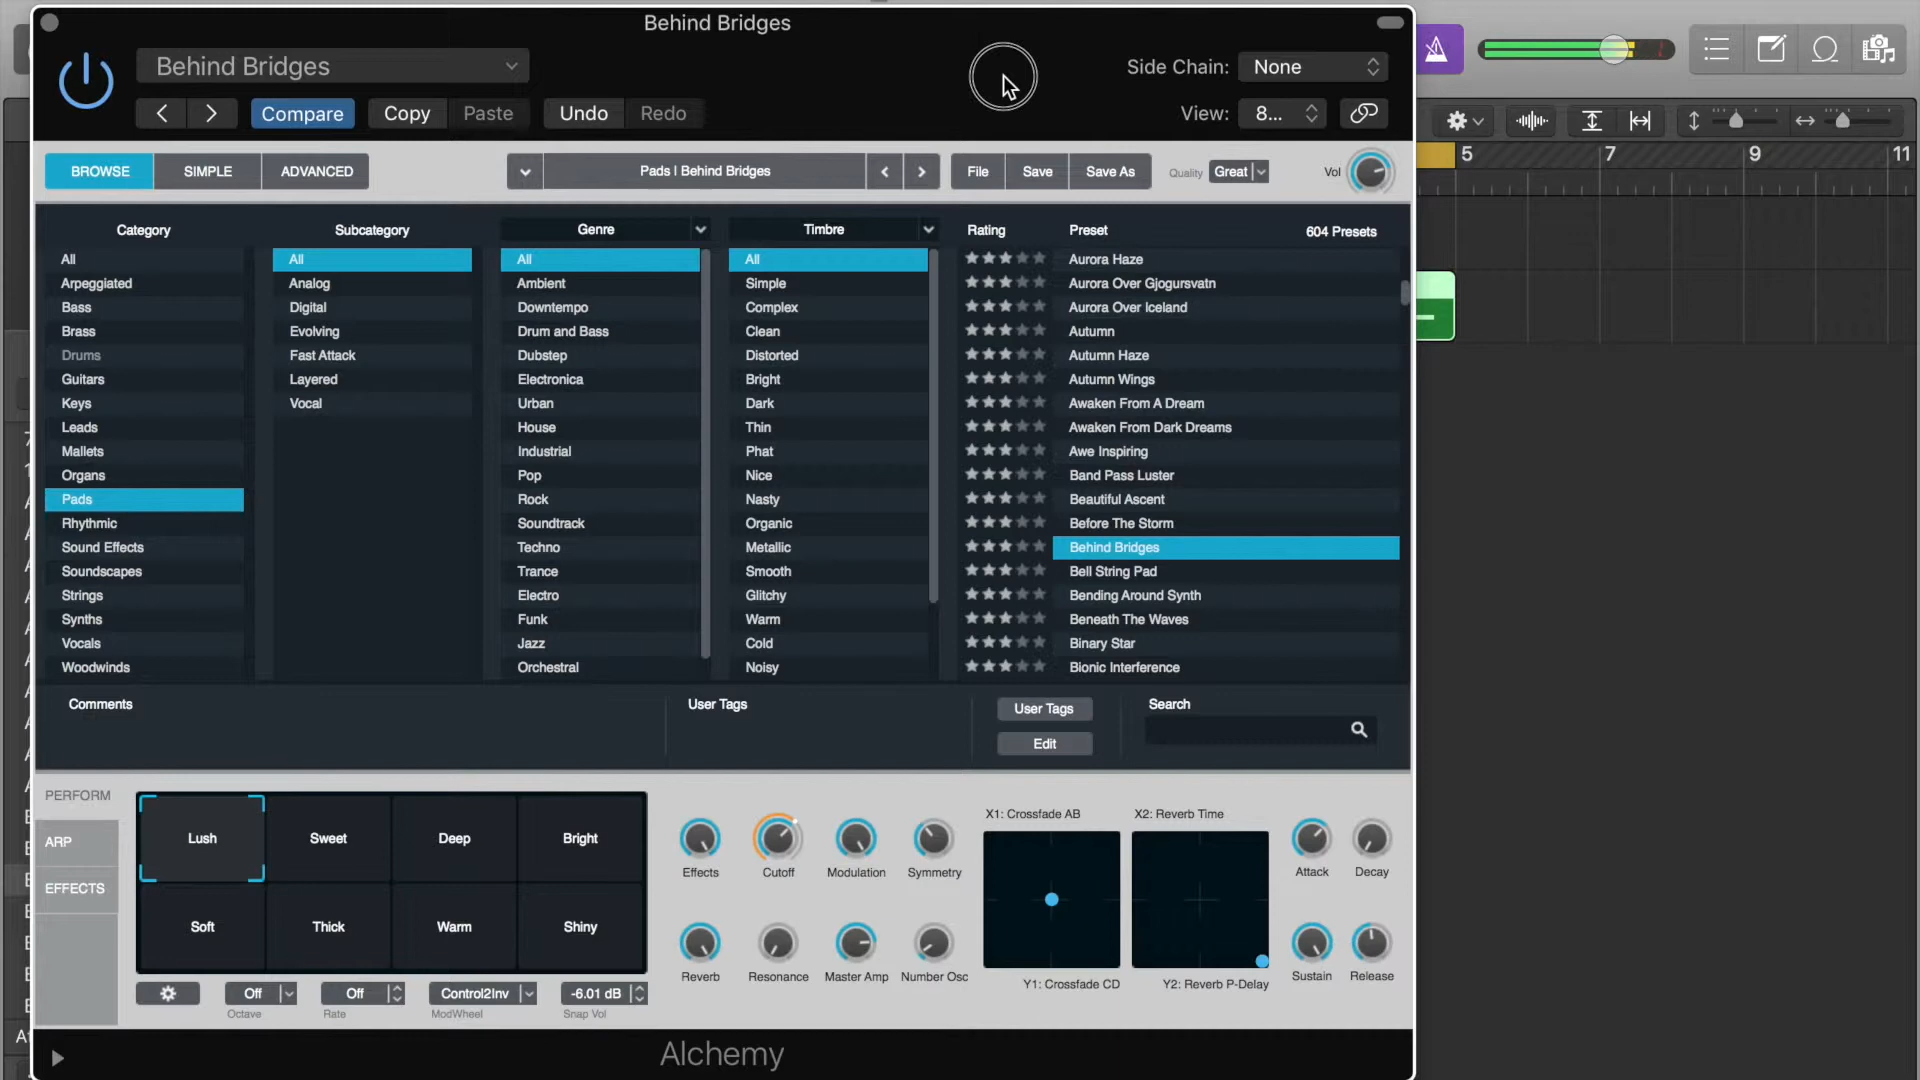 Behind Bridges
Behind Bridges
Side Chain: None
Compare Copy Paste Undo Redo
View: 8...
BROWSE SIMPLE ADVANCED
Pads | Behind Bridges
File Save Save As
Quality Great
Vol
5 7 9 11
Category
All
Arpeggiated
Bass
Brass
Drums
Guitars
Keys
Leads
Mallets
Organs
Pads
Rhythmic
Sound Effects
Soundscapes
Strings
Synths
Vocals
Woodwinds
Subcategory
All
Analog
Digital
Evolving
Fast Attack
Layered
Vocal
Genre
All
Ambient
Downtempo
Drum and Bass
Dubstep
Electronica
Urban
House
Industrial
Pop
Rock
Soundtrack
Techno
Trance
Electro
Funk
Jazz
Orchestral
Timbre
All
Simple
Complex
Clean
Distorted
Bright
Dark
Thin
Phat
Nice
Nasty
Organic
Metallic
Smooth
Glitchy
Warm
Cold
Noisy
Rating Preset 604 Presets
Aurora Haze
Aurora Over Gjogursvatn
Aurora Over Iceland
Autumn
Autumn Haze
Autumn Wings
Awaken From A Dream
Awaken From Dark Dreams
Awe Inspiring
Band Pass Luster
Beautiful Ascent
Before The Storm
Behind Bridges
Bell String Pad
Bending Around Synth
Beneath The Waves
Binary Star
Bionic Interference
Comments
User Tags
User Tags
Edit
Search
PERFORM
ARP
EFFECTS
Lush Sweet Deep Bright
Soft Thick Warm Shiny
Off Off Control2Inv -6.01 dB
Octave Rate ModWheel Snap Vol
Effects Cutoff Modulation Symmetry
Reverb Resonance Master Amp Number Osc
X1: Crossfade AB X2: Reverb Time
Y1: Crossfade CD Y2: Reverb P-Delay
Attack Decay
Sustain Release
Alchemy